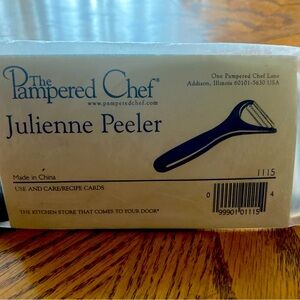 The
Pampered Chef®
www.pamperedchef.com
One Pampered Chef Lane
Addison, Illinois 60101-5630 USA
Julienne Peeler
Made in China
1115
USE AND CARE/RECIPE CARDS
0 99901 01115 4
THE KITCHEN STORE THAT COMES TO YOUR DOOR®